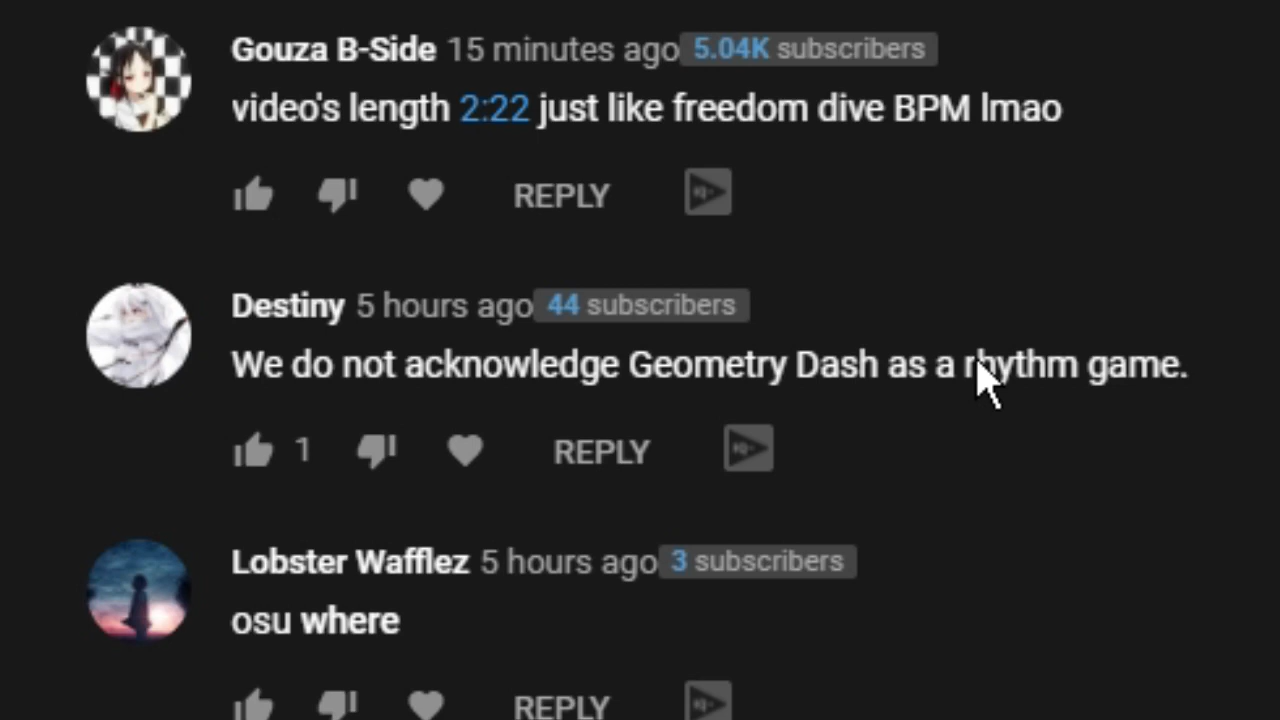 Gouza B-Side 15 minutes ago 5.04K subscribers
video's length 2:22 just like freedom dive BPM lmao
REPLY
Destiny 5 hours ago 44 subscribers
We do not acknowledge Geometry Dash as a rhythm game.
1 REPLY
Lobster Wafflez 5 hours ago 3 subscribers
osu where
REPLY